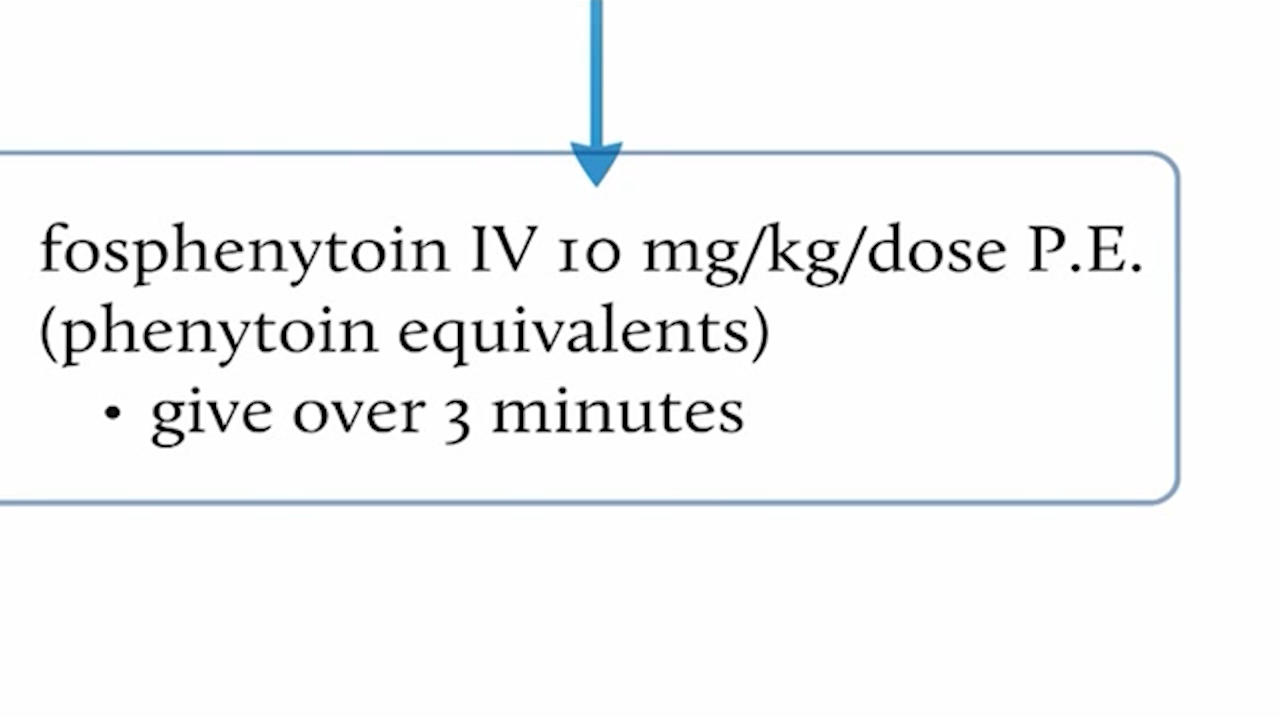 fosphenytoin IV 10 mg/kg/dose P.E.
(phenytoin equivalents)
• give over 3 minutes